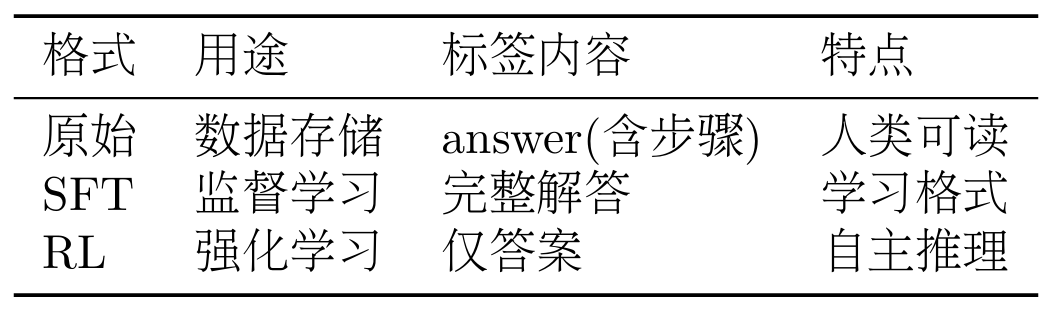 格式 用途 标签内容 特点
原始 数据存储 answer(含步骤) 人类可读
SFT 监督学习 完整解答 学习格式
RL 强化学习 仅答案 自主推理